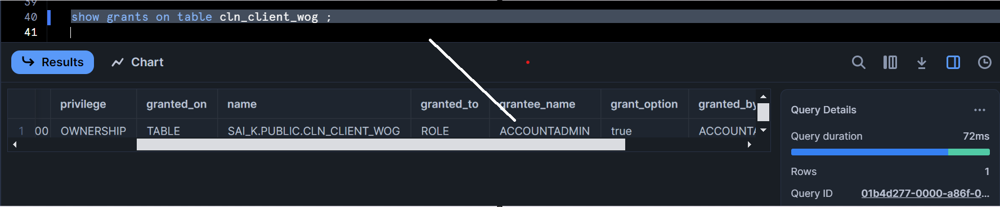 39
40 show grants on table cln_client_wog ;
41
Results Chart
privilege granted_on name granted_to grantee_name grant_option granted_by
1 00 OWNERSHIP TABLE SAI_K.PUBLIC.CLN_CLIENT_WOG ROLE ACCOUNTADMIN true ACCOUNTA
Query Details ...
Query duration 72ms
Rows 1
Query ID 01b4d277-0000-a86f-0...